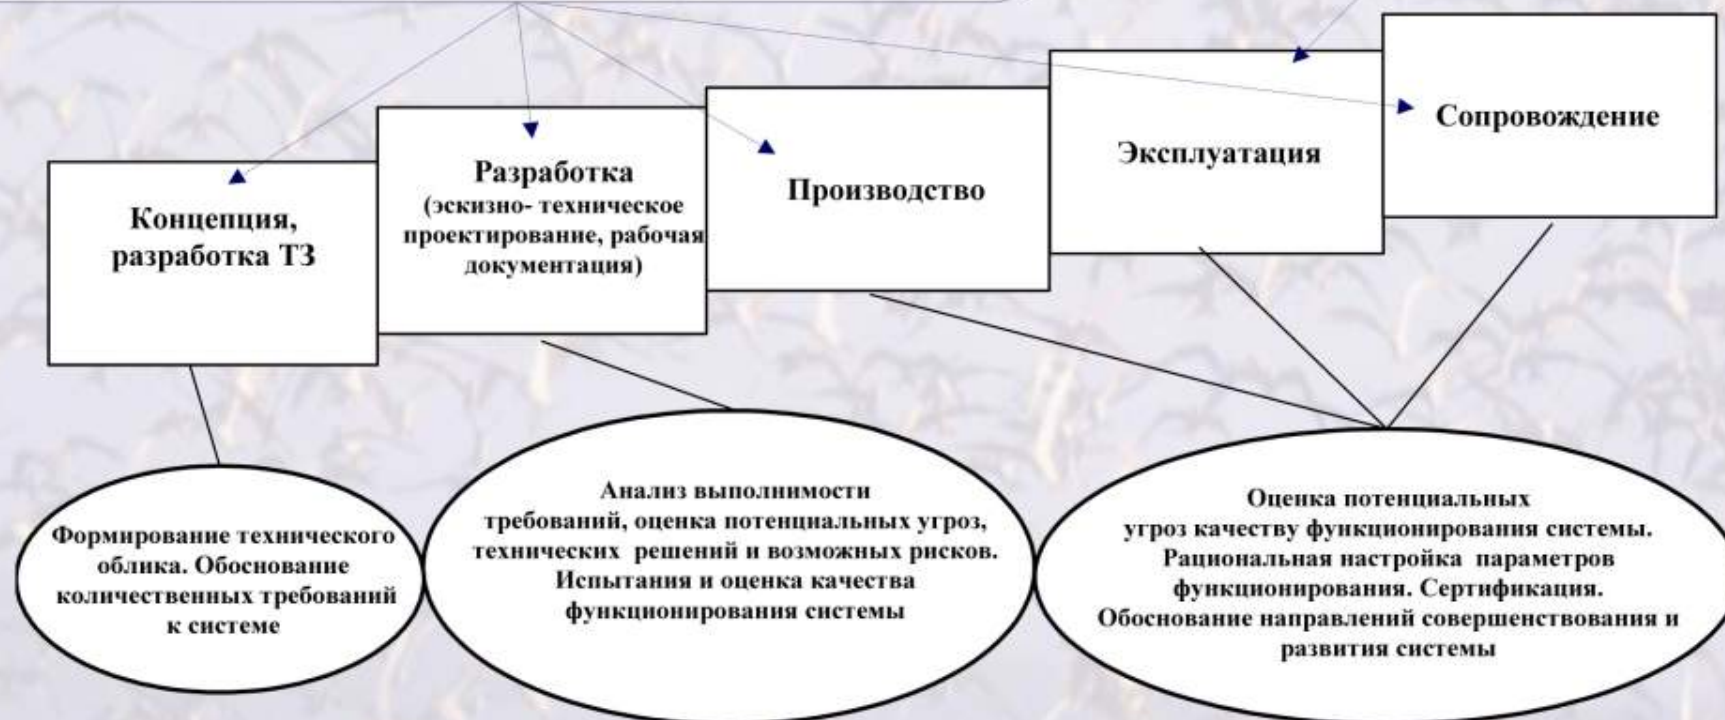 Концепция,
разработка ТЗ
Разработка
(эскизно- техническое
проектирование, рабочая
документация)
Производство
Эксплуатация
Сопровождение
Формирование технического
облика. Обоснование
количественных требований
к системе
Анализ выполнимости
требований, оценка потенциальных угроз,
технических решений и возможных рисков.
Испытания и оценка качества
функционирования системы
Оценка потенциальных
угроз качеству функционирования системы.
Рациональная настройка параметров
функционирования. Сертификация.
Обоснование направлений совершенствования и
развития системы